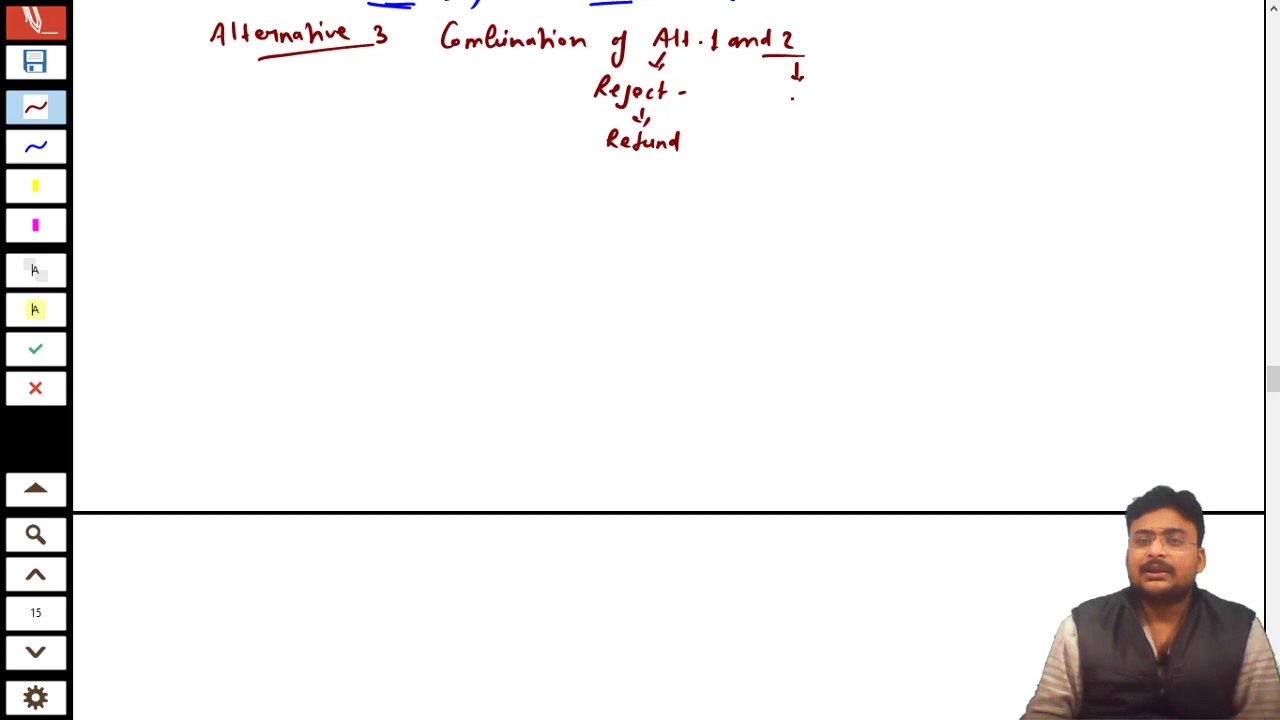 Alternative 3 Combination of Alt. 1 and 2
Reject -
Refund
A
A
15